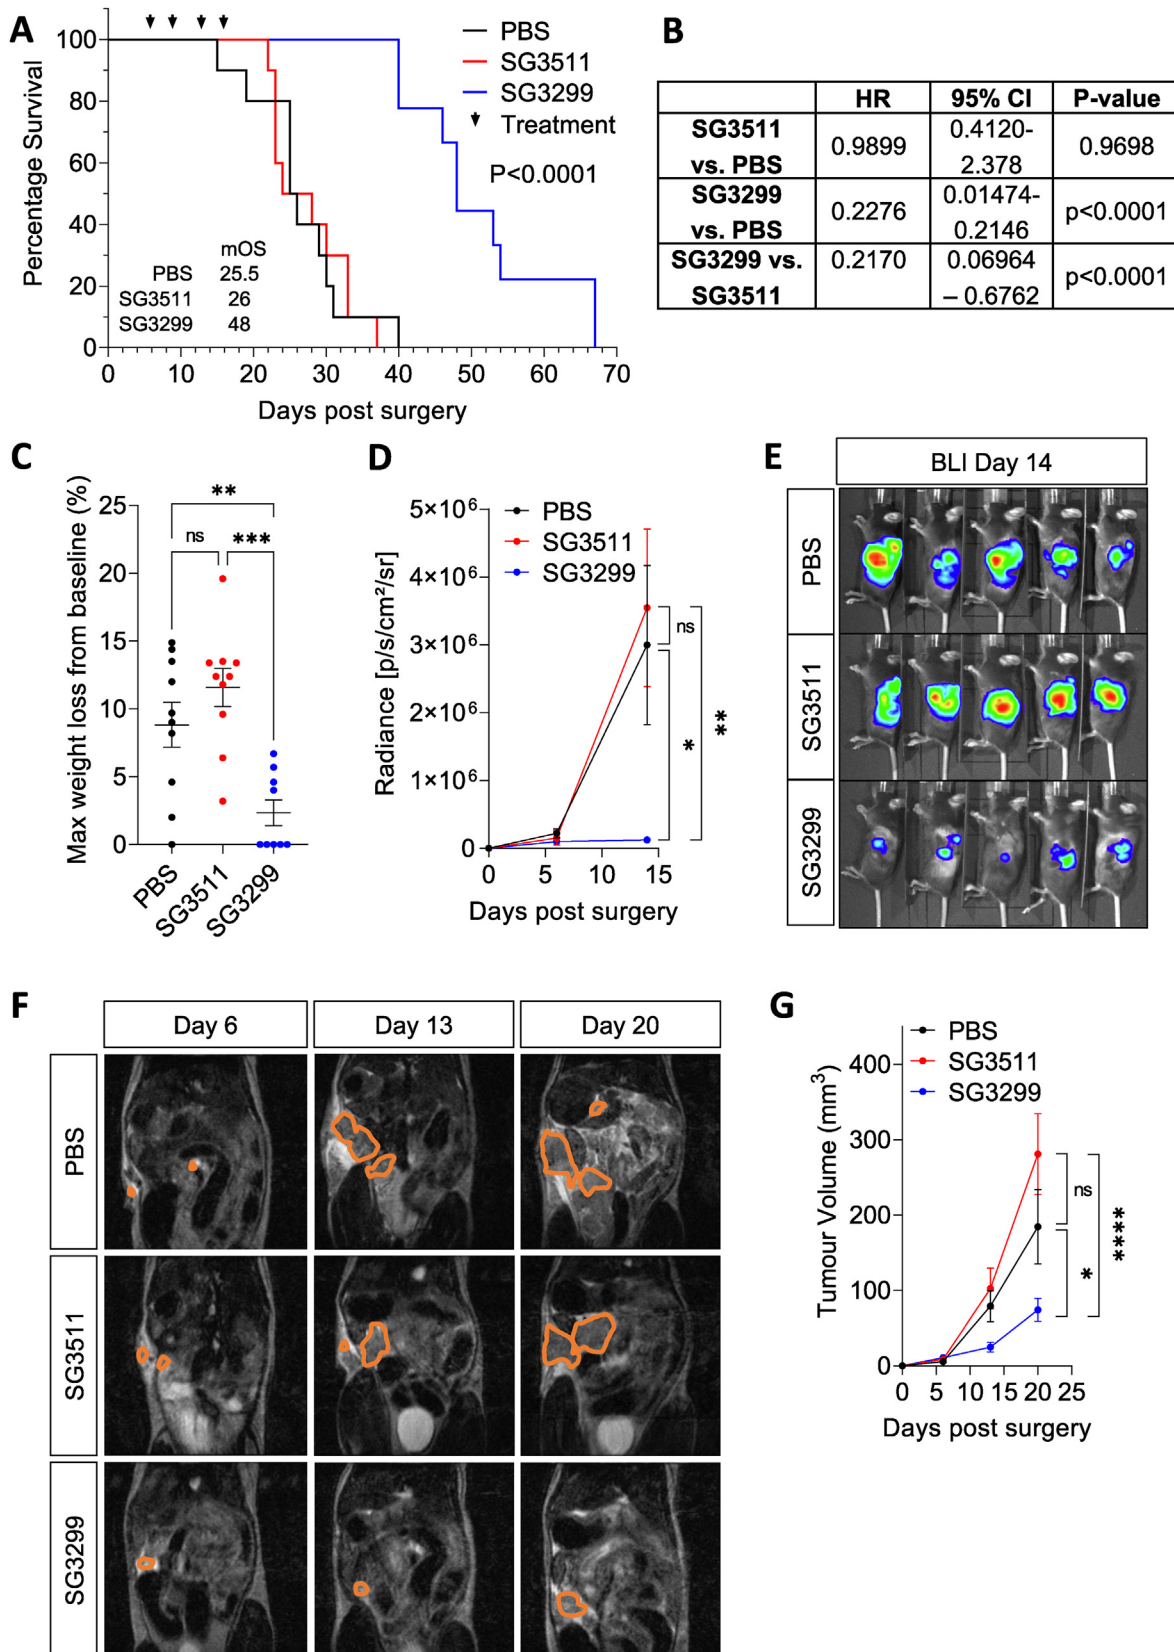 A
PBS
SG3511
SG3299
Treatment
P<0.0001
Percentage Survival
100
80
60
40
20
0
mOS
PBS 25.5
SG3511 26
SG3299 48
0 10 20 30 40 50 60 70
Days post surgery
B
HR 95% CI P-value
SG3511 vs. PBS 0.9899 0.4120-2.378 0.9698
SG3299 vs. PBS 0.2276 0.01474-0.2146 p<0.0001
SG3299 vs. SG3511 0.2170 0.06964 – 0.6762 p<0.0001
C
Max weight loss from baseline (%)
25
20
15
10
5
0
**
ns
***
PBS
SG3511
SG3299
D
Radiance [p/s/cm²/sr]
5×10⁶
4×10⁶
3×10⁶
2×10⁶
1×10⁶
0
PBS
SG3511
SG3299
ns
*
**
0 5 10 15
Days post surgery
E
BLI Day 14
PBS
SG3511
SG3299
F
Day 6 Day 13 Day 20
PBS
SG3511
SG3299
G
PBS
SG3511
SG3299
Tumour Volume (mm³)
400
300
200
100
0
ns
*
****
0 5 10 15 20 25
Days post surgery